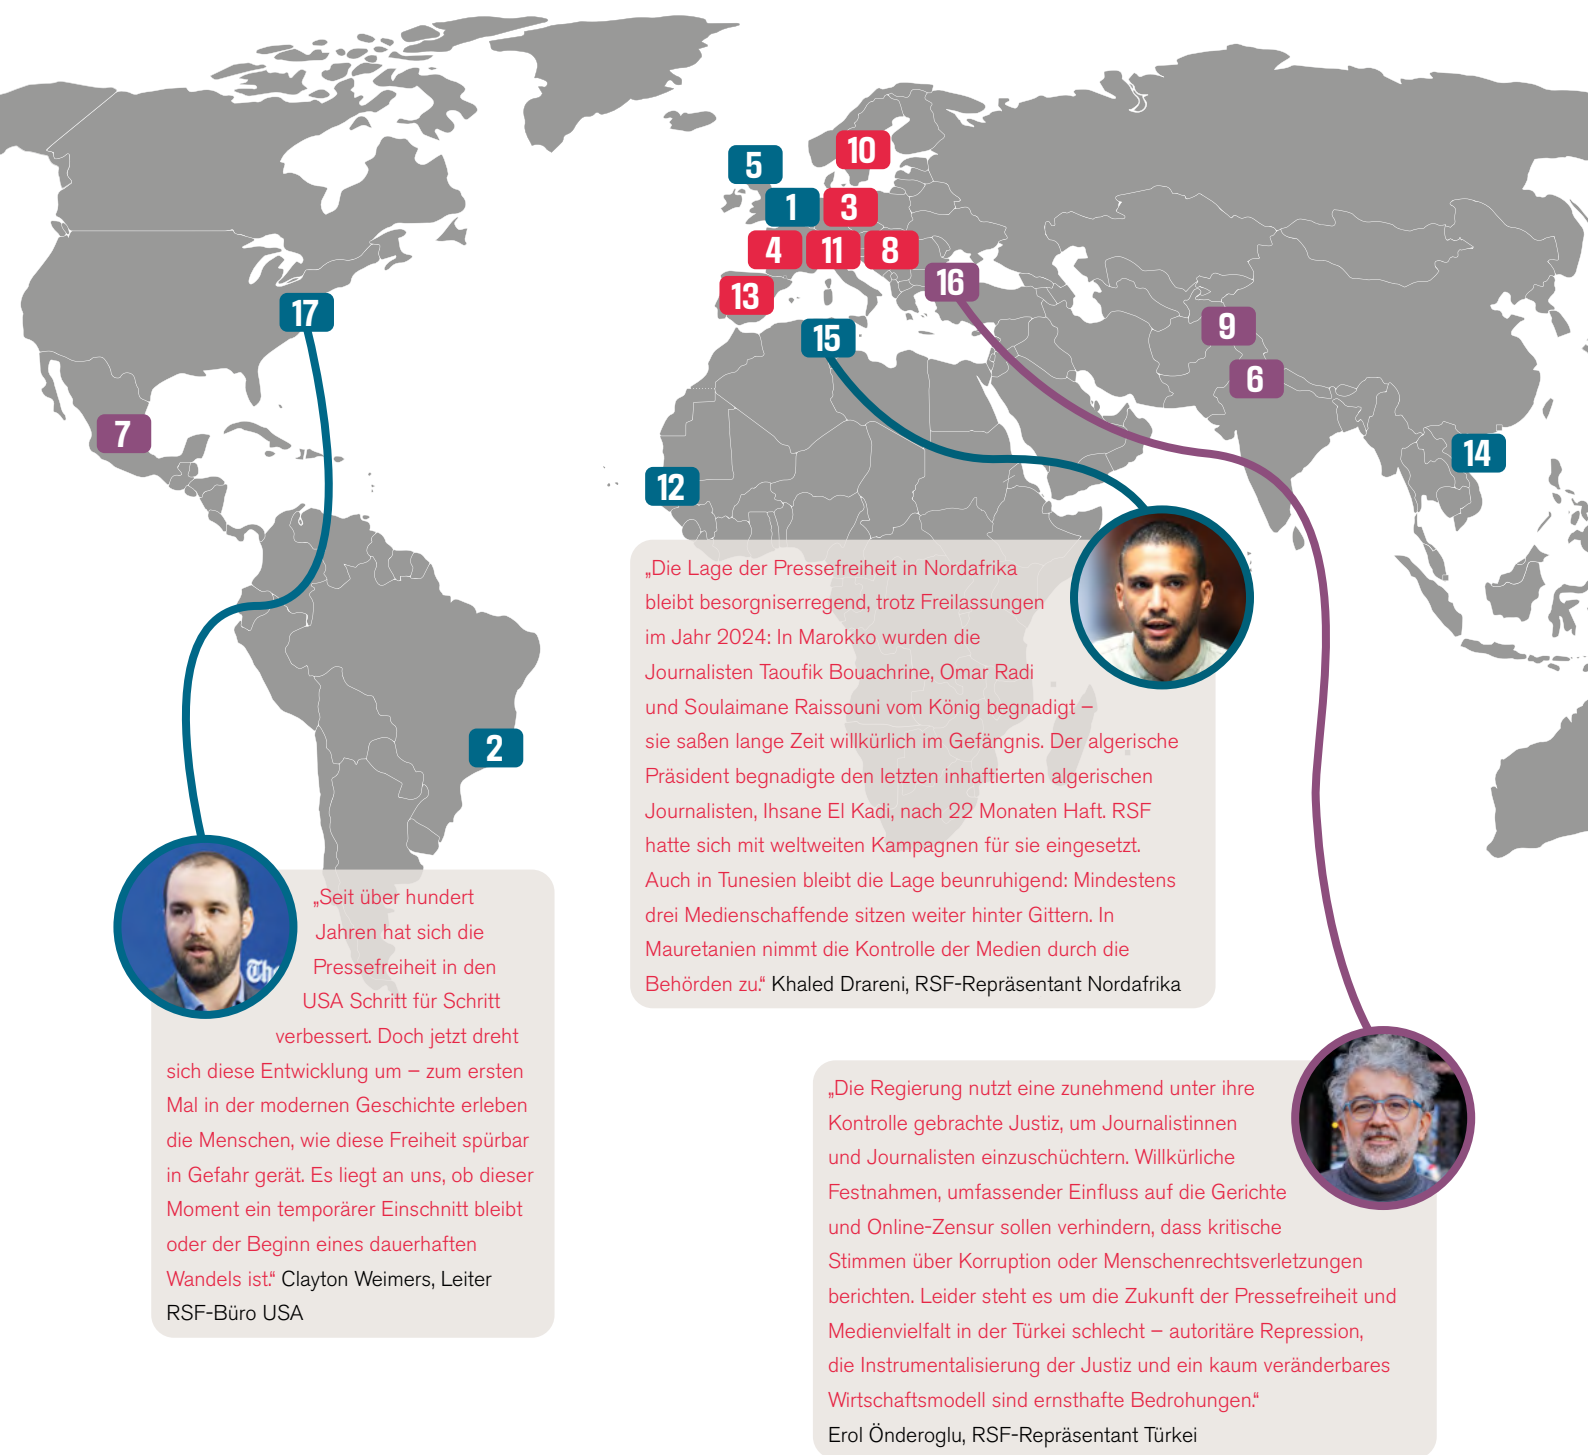 10
5
1
3
4
11
8
16
13
17
15
9
6
7
14
12
2
„Die Lage der Pressefreiheit in Nordafrika
bleibt besorgniserregend, trotz Freilassungen
im Jahr 2024: In Marokko wurden die
Journalisten Taoufik Bouachrine, Omar Radi
und Soulaimane Raissouni vom König begnadigt –
sie saßen lange Zeit willkürlich im Gefängnis. Der algerische
Präsident begnadigte den letzten inhaftierten algerischen
Journalisten, Ihsane El Kadi, nach 22 Monaten Haft. RSF
hatte sich mit weltweiten Kampagnen für sie eingesetzt.
Auch in Tunesien bleibt die Lage beunruhigend: Mindestens
drei Medienschaffende sitzen weiter hinter Gittern. In
Mauretanien nimmt die Kontrolle der Medien durch die
Behörden zu.“ Khaled Drareni, RSF-Repräsentant Nordafrika
The
„Seit über hundert
Jahren hat sich die
Pressefreiheit in den
USA Schritt für Schritt
verbessert. Doch jetzt dreht
sich diese Entwicklung um – zum ersten
Mal in der modernen Geschichte erleben
die Menschen, wie diese Freiheit spürbar
in Gefahr gerät. Es liegt an uns, ob dieser
Moment ein temporärer Einschnitt bleibt
oder der Beginn eines dauerhaften
Wandels ist.“ Clayton Weimers, Leiter
RSF-Büro USA
„Die Regierung nutzt eine zunehmend unter ihre
Kontrolle gebrachte Justiz, um Journalistinnen
und Journalisten einzuschüchtern. Willkürliche
Festnahmen, umfassender Einfluss auf die Gerichte
und Online-Zensur sollen verhindern, dass kritische
Stimmen über Korruption oder Menschenrechtsverletzungen
berichten. Leider steht es um die Zukunft der Pressefreiheit und
Medienvielfalt in der Türkei schlecht – autoritäre Repression,
die Instrumentalisierung der Justiz und ein kaum veränderbares
Wirtschaftsmodell sind ernsthafte Bedrohungen.“
Erol Önderoglu, RSF-Repräsentant Türkei